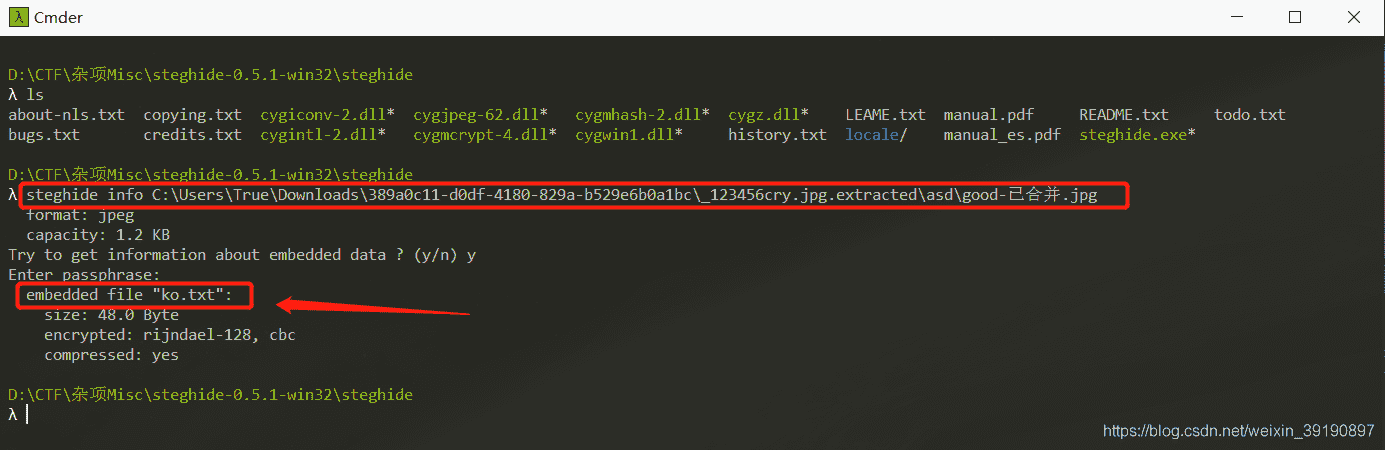 λ Cmder
D:\CTF\杂项Misc\steghide-0.5.1-win32\steghide
λ ls
about-nls.txt copying.txt cygiconv-2.dll* cygjpeg-62.dll* cygmhash-2.dll* cygz.dll* LEAME.txt manual.pdf README.txt todo.txt
bugs.txt credits.txt cygintl-2.dll* cygmcrypt-4.dll* cygwin1.dll* history.txt locale/ manual_es.pdf steghide.exe*
D:\CTF\杂项Misc\steghide-0.5.1-win32\steghide
λ steghide info C:\Users\True\Downloads\389a0c11-d0df-4180-829a-b529e6b0a1bc\_123456cry.jpg.extracted\asd\good-已合并.jpg
format: jpeg
capacity: 1.2 KB
Try to get information about embedded data ? (y/n) y
Enter passphrase:
embedded file "ko.txt":
size: 48.0 Byte
encrypted: rijndael-128, cbc
compressed: yes
D:\CTF\杂项Misc\steghide-0.5.1-win32\steghide
λ
https://blog.csdn.net/weixin_39190897